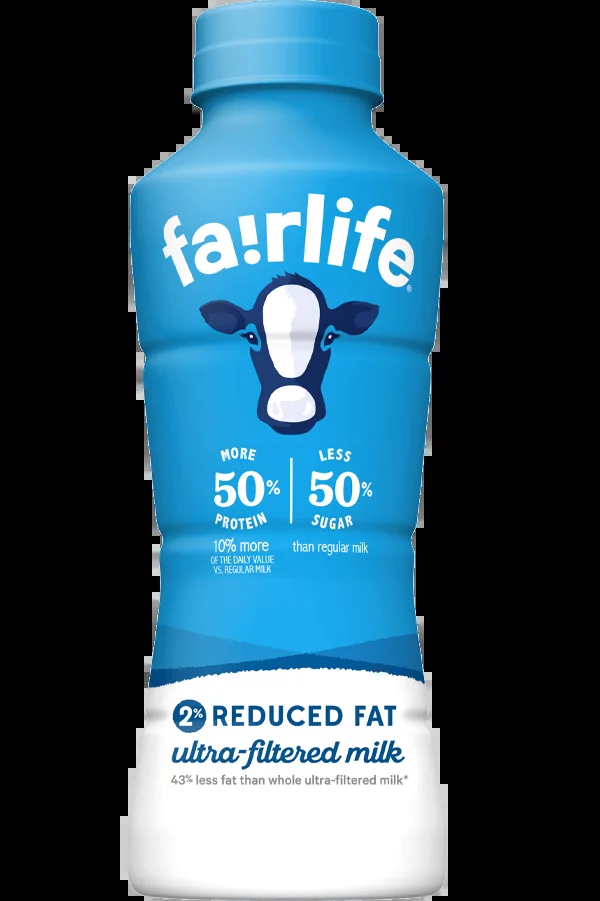 fa!rlife®
MORE
50%
PROTEIN
10% more
OF THE DAILY VALUE
VS. REGULAR MILK
LESS
50%
SUGAR
than regular milk
2% REDUCED FAT
ultra-filtered milk
43% less fat than whole ultra-filtered milk*